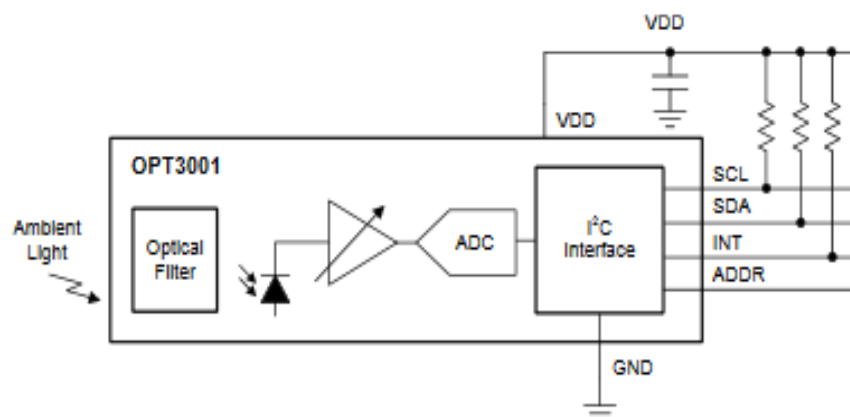 VDD
VDD
OPT3001
SCL
SDA
INT
ADDR
Ambient
Light
Optical
Filter
ADC
I²C
Interface
GND